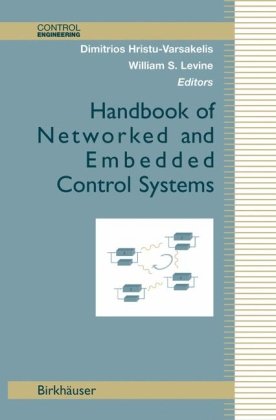 CONTROL
ENGINEERING
Dimitrios Hristu-Varsakelis
William S. Levine
Editors
Handbook of
Networked and
Embedded
Control Systems
Birkhäuser